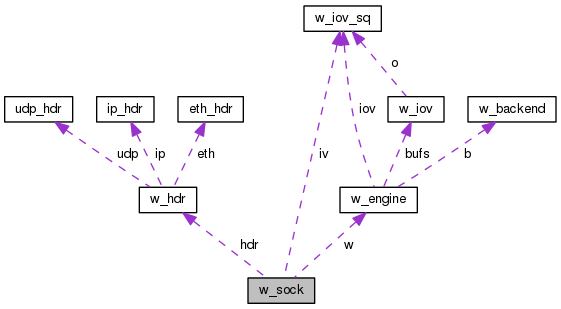 w_iov_sq
o
udp_hdr
ip_hdr
eth_hdr
w_iov
w_backend
iov
udp
ip
eth
iv
bufs
b
w_hdr
w_engine
hdr
w
w_sock